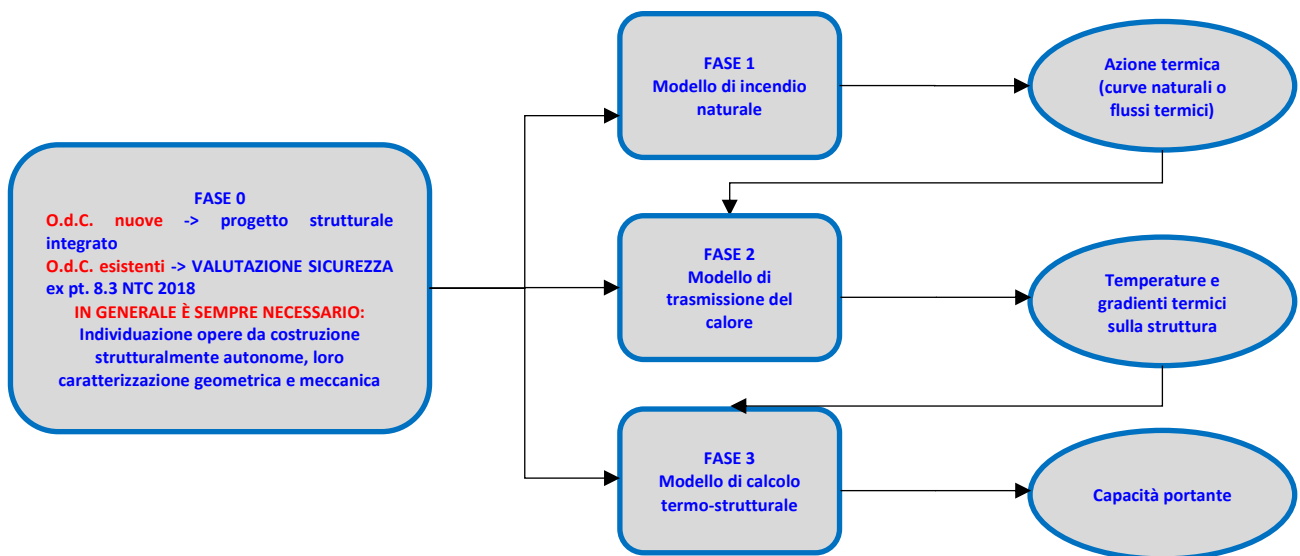 FASE 0
O.d.C. nuove -> progetto strutturale
integrato
O.d.C. esistenti -> VALUTAZIONE SICUREZZA
ex pt. 8.3 NTC 2018
IN GENERALE È SEMPRE NECESSARIO:
Individuazione opere da costruzione
strutturalmente autonome, loro
caratterizzazione geometrica e meccanica
FASE 1
Modello di incendio
naturale
Azione termica
(curve naturali o
flussi termici)
FASE 2
Modello di
trasmissione del
calore
Temperature e
gradienti termici
sulla struttura
FASE 3
Modello di calcolo
termo-strutturale
Capacità portante